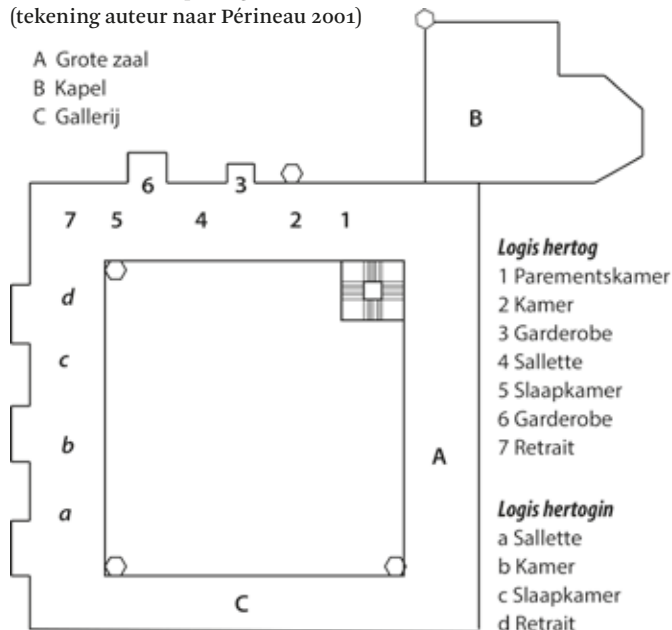 (tekening auteur naar Périneau 2001)
A Grote zaal
B Kapel
C Gallerij
B
6
3
7 5 4 2 1
d
c
b
a
A
C
Logis hertog
1 Parementskamer
2 Kamer
3 Garderobe
4 Sallette
5 Slaapkamer
6 Garderobe
7 Retrait
Logis hertogin
a Sallette
b Kamer
c Slaapkamer
d Retrait